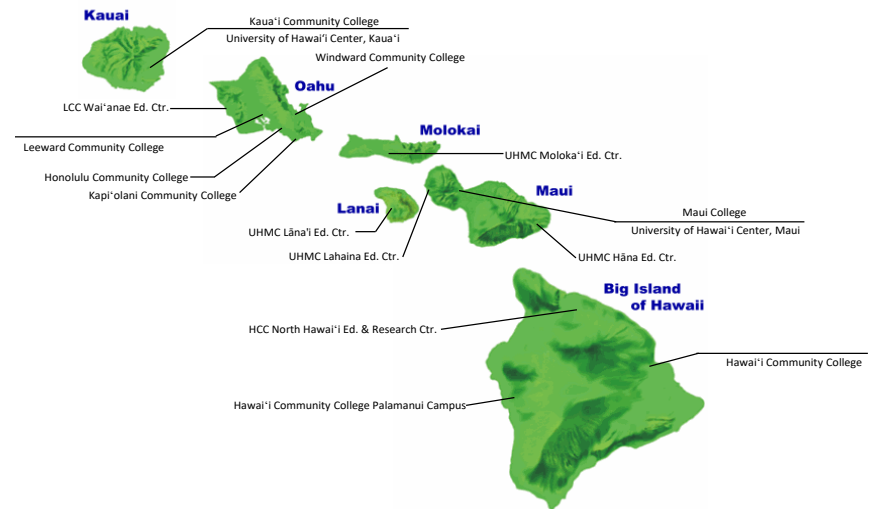 Kauai
Kauaʻi Community College
University of Hawai'i Center, Kauaʻi
Windward Community College
Oahu
LCC Waiʻanae Ed. Ctr.
Leeward Community College
Honolulu Community College
Kapiʻolani Community College
Molokai
UHMC Molokaʻi Ed. Ctr.
Maui
Lanai
Maui College
University of Hawaiʻi Center, Maui
UHMC Lāna'i Ed. Ctr.
UHMC Lahaina Ed. Ctr.
UHMC Hāna Ed. Ctr.
Big Island
of Hawaii
HCC North Hawaiʻi Ed. & Research Ctr.
Hawaiʻi Community College
Hawaiʻi Community College Palamanui Campus